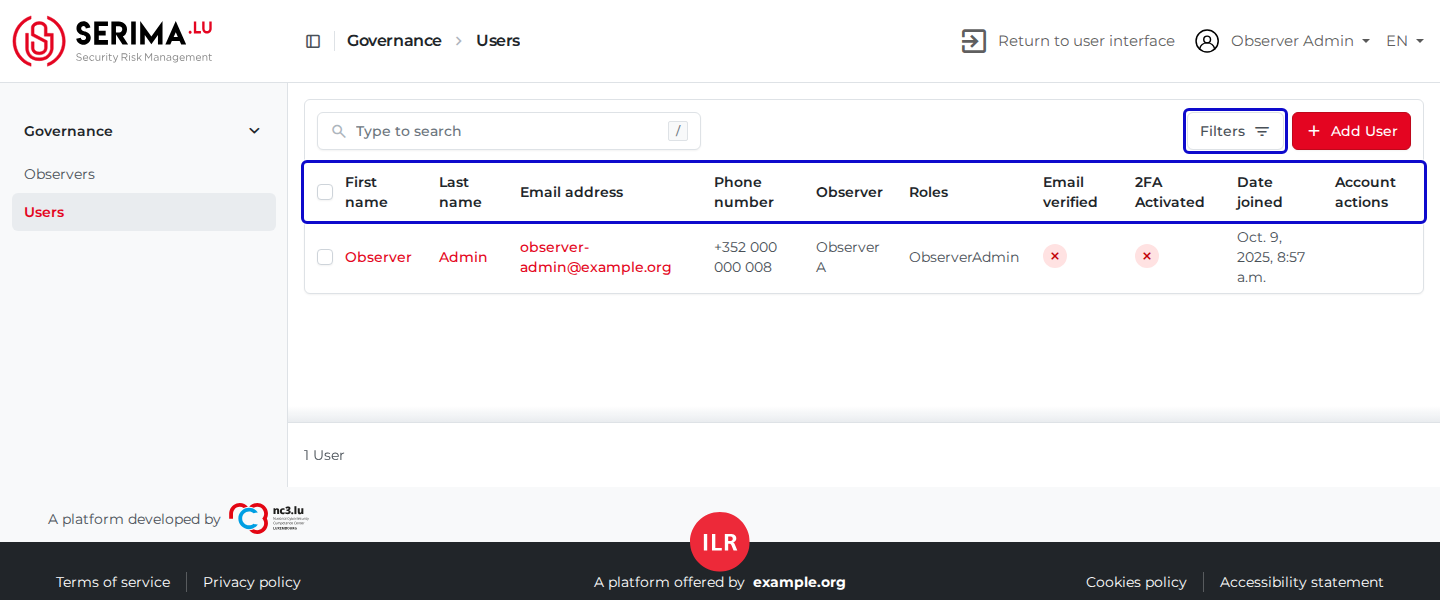 SERIMA.LU
Security Risk Management
Governance > Users
Return to user interface
Observer Admin
EN
Governance
Observers
Users
Type to search
/
Filters
+ Add User
First name
Last name
Email address
Phone number
Observer
Roles
Email verified
2FA Activated
Date joined
Account actions
Observer
Admin
observer-
admin@example.org
+352 000
000 008
Observer
A
ObserverAdmin
Oct. 9,
2025, 8:57
a.m.
1 User
A platform developed by
nc3.lu
ILR
Terms of service
Privacy policy
A platform offered by example.org
Cookies policy
Accessibility statement